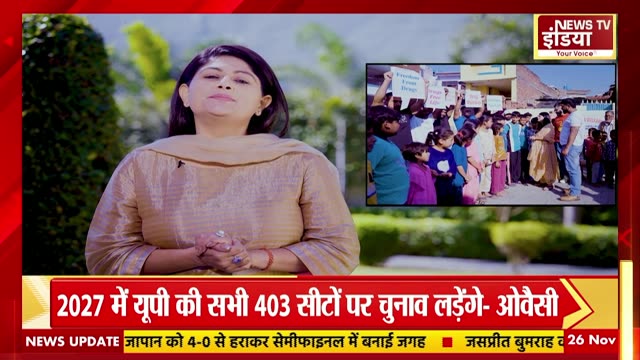 NEWS TV
इंडिया
Your Voice
Freedom
From
Drugs
2027 में यूपी की सभी 403 सीटों पर चुनाव लड़ेंगे- ओवैसी
NEWS UPDATE
जापान को 4-0 से हराकर सेमीफाइनल में बनाई जगह
जसप्रीत बुमराह
26 Nov